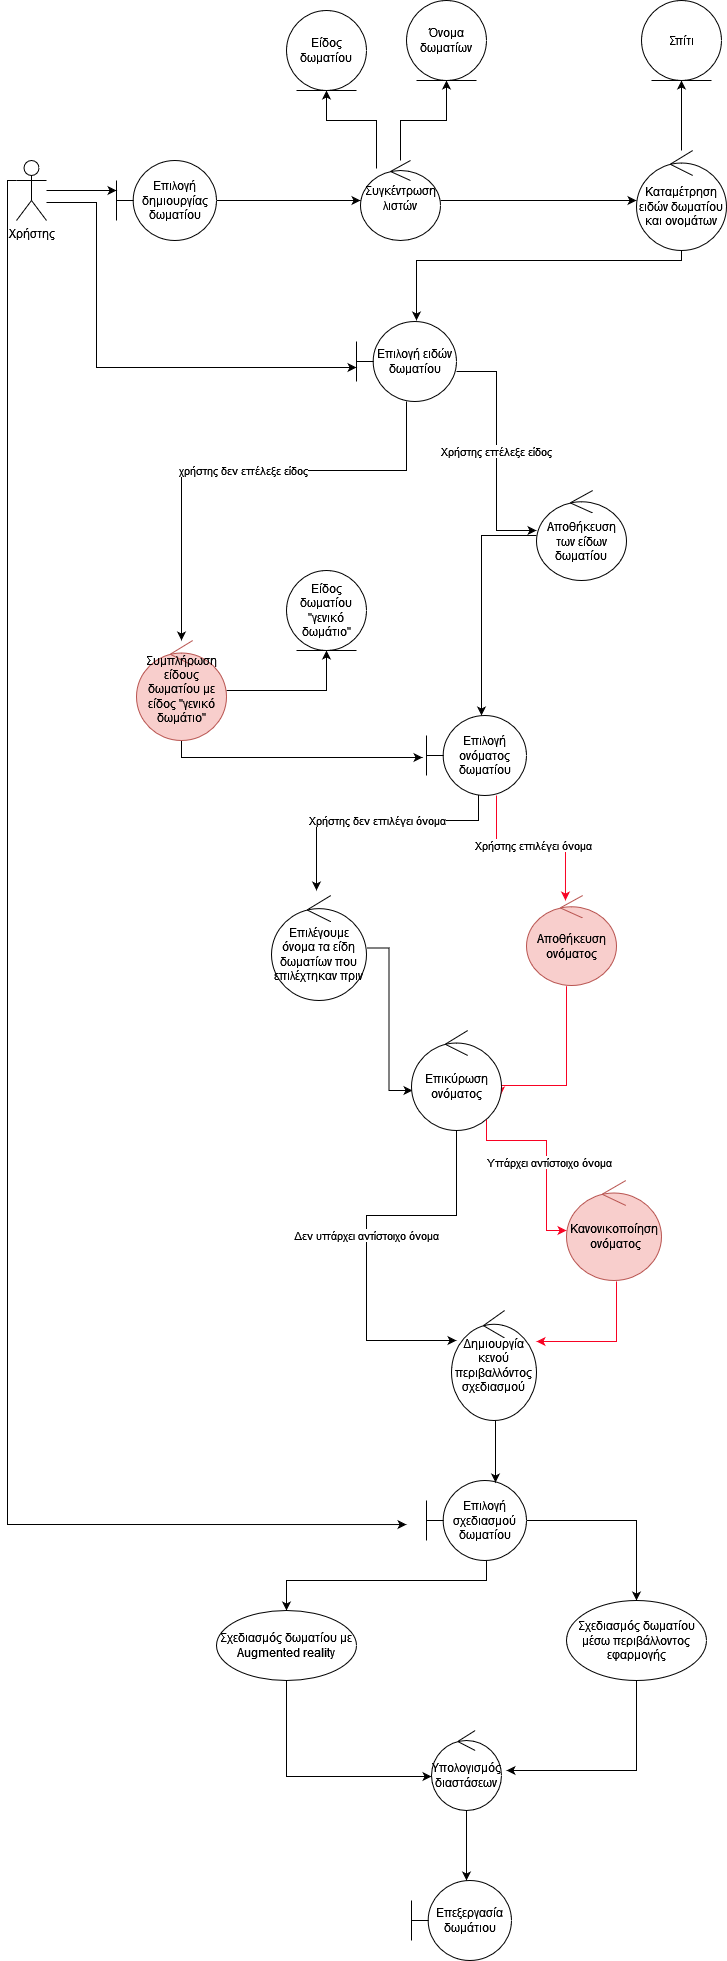 Είδος
δωματίου
Όνομα
δωματίων
Σπίτι
Χρήστης
Επιλογή
δημιουργίας
δωματίου
Συγκέντρωση
λιστών
Καταμέτρηση
ειδών δωματίου
και ονομάτων
Επιλογή ειδών
δωματίου
χρήστης δεν επέλεξε είδος
Χρήστης επέλεξε είδος
Αποθήκευση
των είδων
δωματίου
Είδος
δωματίου
"γενικό
δωμάτιο"
Συμπλήρωση
είδους
δωματίου με
είδος "γενικό
δωμάτιο"
Επιλογή
ονόματος
δωματίου
Χρήστης δεν επιλέγει όνομα
Χρήστης επιλέγει όνομα
Επιλέγουμε
όνομα τα είδη
δωματίων που
επιλέχτηκαν πριν
Αποθήκευση
ονόματος
Επικύρωση
ονόματος
Υπάρχει αντίστοιχο όνομα
Κανονικοποίηση
ονόματος
Δεν υπάρχει αντίστοιχο όνομα
Δημιουργία
κενού
περιβαλλόντος
σχεδιασμού
Επιλογή
σχεδιασμού
δωματίου
Σχεδιασμός δωματίου με
Augmented reality
Σχεδιασμός δωματίου
μέσω περιβάλλοντος
εφαρμογής
Υπολογισμός
διαστάσεων
Επεξεργασία
δωμάτιου